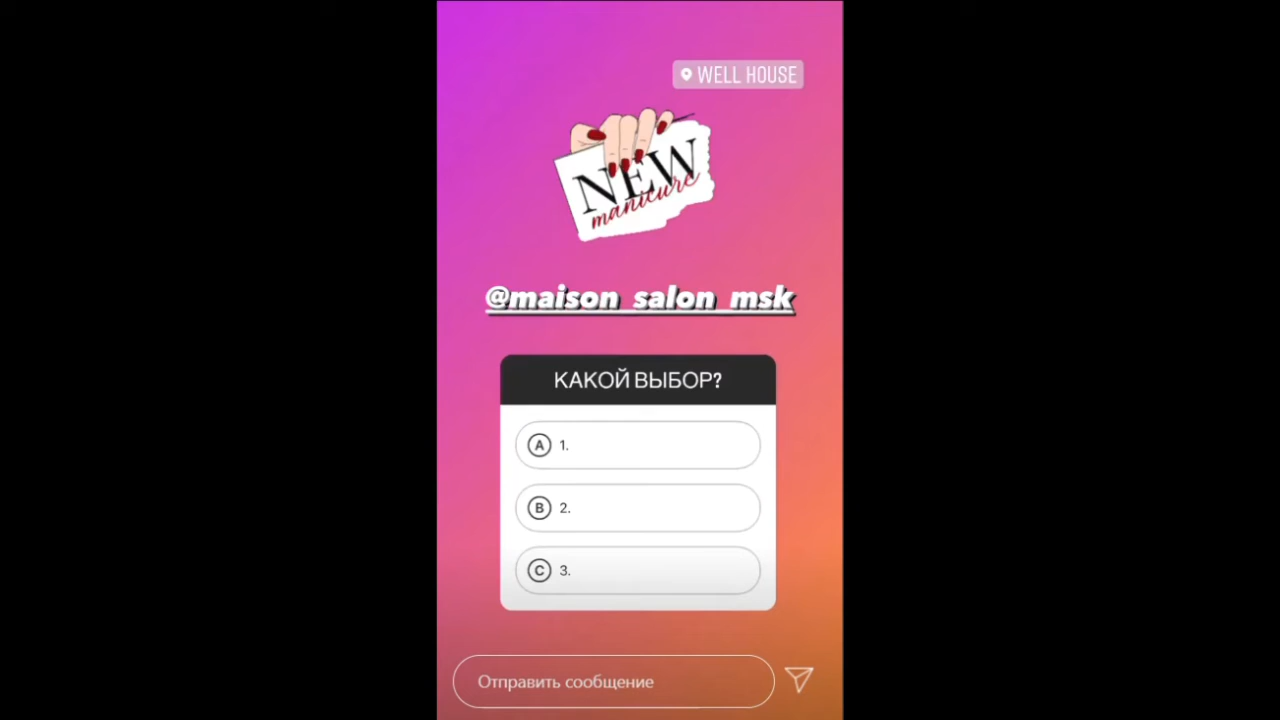 WELL HOUSE
NEW
manicure
@maison_salon_msk
КАКОЙ ВЫБОР?
A 1.
B 2.
C 3.
Отправить сообщение